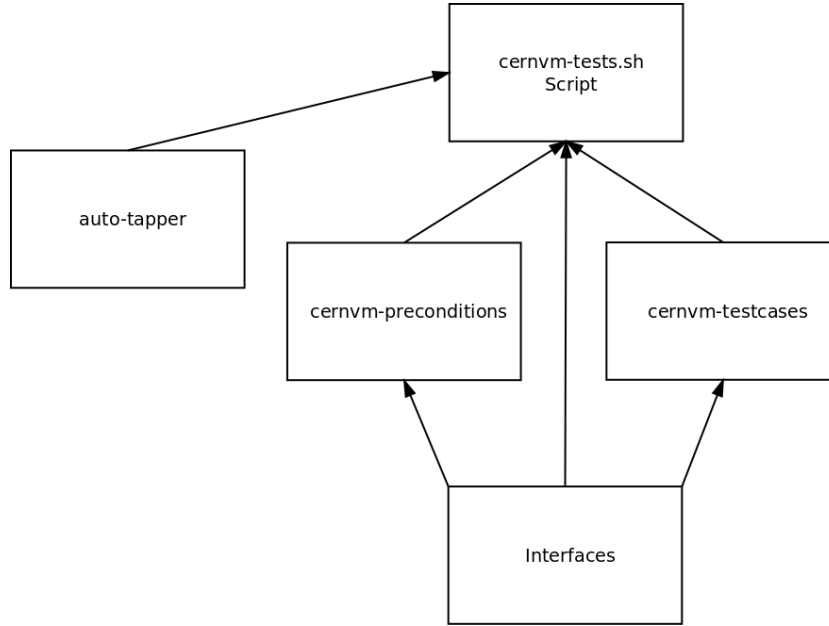 cernvm-tests.sh
Script
auto-tapper
cernvm-preconditions
cernvm-testcases
Interfaces